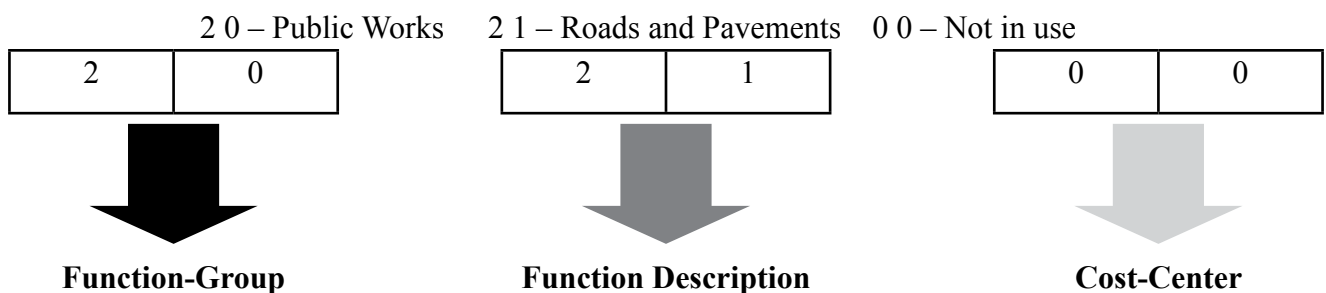 2 0 – Public Works 2 1 – Roads and Pavements 0 0 – Not in use
2 0 2 1 0 0
Function-Group Function Description Cost-Center